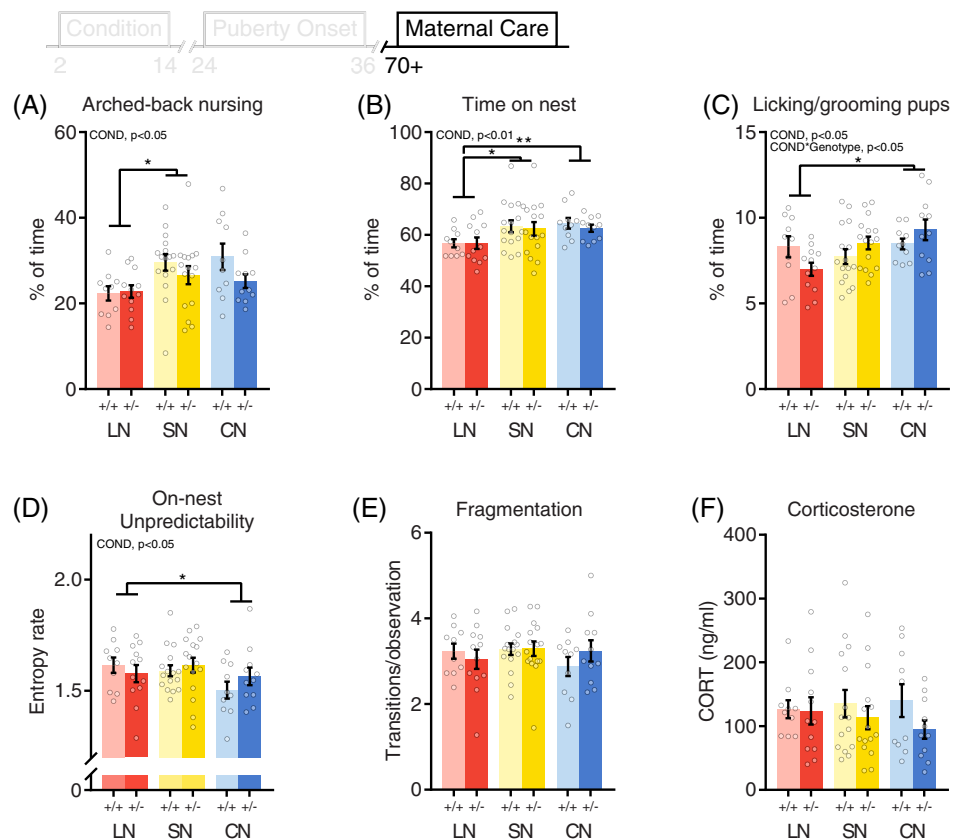 Condition
Puberty Onset
Maternal Care
2
14
24
36
70+
(A)
Arched-back nursing
COND, p<0.05
*
% of time
60
40
20
0
+/+ +/- +/+ +/- +/+ +/-
LN SN CN
(B)
Time on nest
COND, p<0.01
**
*
% of time
100
80
60
40
20
0
+/+ +/- +/+ +/- +/+ +/-
LN SN CN
(C)
Licking/grooming pups
COND, p<0.05
COND*Genotype, p<0.05
*
% of time
15
10
5
0
+/+ +/- +/+ +/- +/+ +/-
LN SN CN
(D)
On-nest
Unpredictability
COND, p<0.05
*
Entropy rate
2.0
1.5
0
+/+ +/- +/+ +/- +/+ +/-
LN SN CN
(E)
Fragmentation
Transitions/observation
6
4
2
0
+/+ +/- +/+ +/- +/+ +/-
LN SN CN
(F)
Corticosterone
CORT (ng/ml)
400
300
200
100
0
+/+ +/- +/+ +/- +/+ +/-
LN SN CN